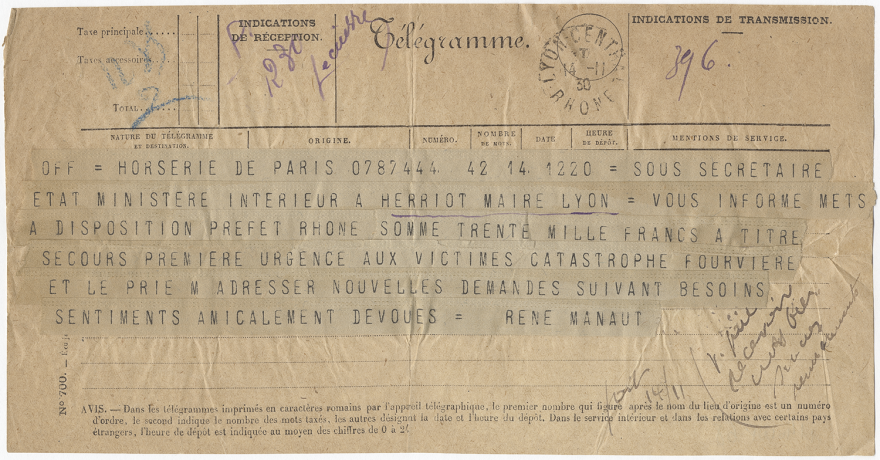 Taxe principale.....
Taxes accessoires....
TOTAL.....
INDICATIONS
DE RÉCEPTION.
230
Télégramme.
LYON CENTRAL
14 -11
30
RHONE
INDICATIONS DE TRANSMISSION.
396.
NATURE DU TÉLÉGRAMME
ET DESTINATION.
ORIGINE.
NUMÉRO.
NOMBRE
DE MOTS.
DATE
HEURE
DE DÉPÔT.
MENTIONS DE SERVICE.
OFF = HORSERIE DE PARIS 0787444 42 14 1220 = SOUS SECRETAIRE
ETAT MINISTERE INTERIEUR A HERRIOT MAIRE LYON = VOUS INFORME METS
A DISPOSITION PREFET RHONE SOMME TRENTE MILLE FRANCS A TITRE
SECOURS PREMIERE URGENCE AUX VICTIMES CATASTROPHE FOURVIERE
ET LE PRIE M ADRESSER NOUVELLES DEMANDES SUIVANT BESOINS
SENTIMENTS AMICALEMENT DEVOUES = RENE MANAUT
14/11
N° 700. —
AVIS. — Dans les télégrammes imprimés en caractères romains par l'appareil télégraphique, le premier nombre qui figure après le nom du lieu d'origine est un numéro
d'ordre, le second indique le nombre des mots taxés, les autres désignent la date et l'heure du dépôt. Dans le service intérieur et dans les relations avec certains pays
étrangers, l'heure de dépôt est indiquée au moyen des chiffres de 0 à 24.